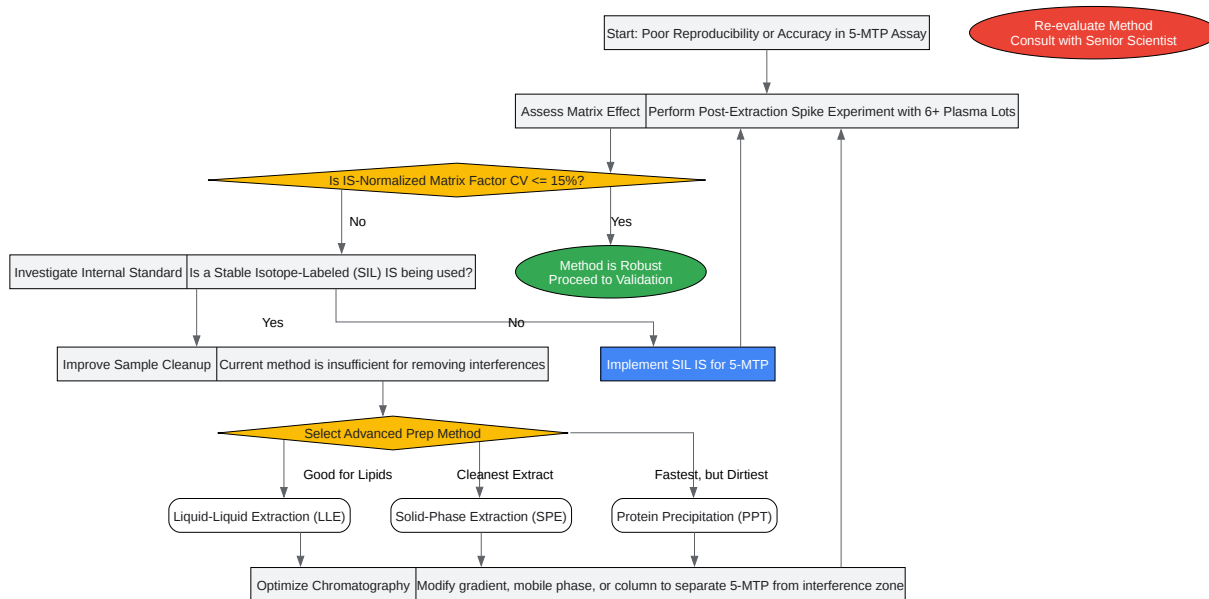 Start: Poor Reproducibility or Accuracy in 5-MTP Assay
Re-evaluate Method
Consult with Senior Scientist
Assess Matrix Effect
Perform Post-Extraction Spike Experiment with 6+ Plasma Lots
Is IS-Normalized Matrix Factor CV <= 15%?
No
Yes
Investigate Internal Standard
Is a Stable Isotope-Labeled (SIL) IS being used?
Method is Robust
Proceed to Validation
Yes
No
Improve Sample Cleanup
Current method is insufficient for removing interferences
Implement SIL IS for 5-MTP
Select Advanced Prep Method
Good for Lipids
Cleanest Extract
Fastest, but Dirtiest
Liquid-Liquid Extraction (LLE)
Solid-Phase Extraction (SPE)
Protein Precipitation (PPT)
Optimize Chromatography
Modify gradient, mobile phase, or column to separate 5-MTP from interference zone